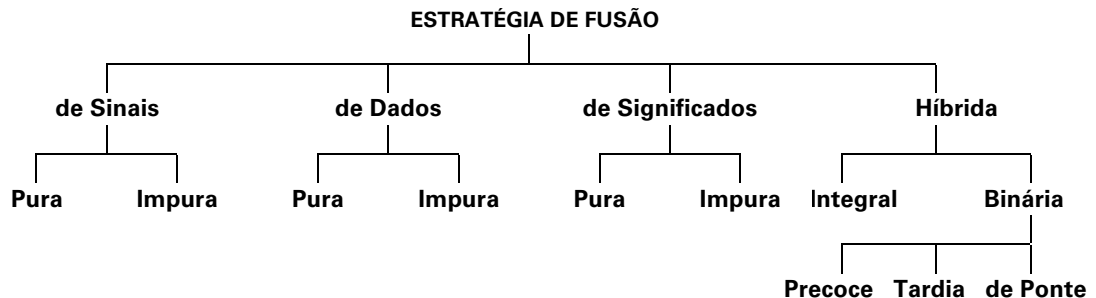 ESTRATÉGIA DE FUSÃO
de Sinais de Dados de Significados Híbrida
Pura Impura Pura Impura Pura Impura Integral Binária
Precoce Tardia de Ponte